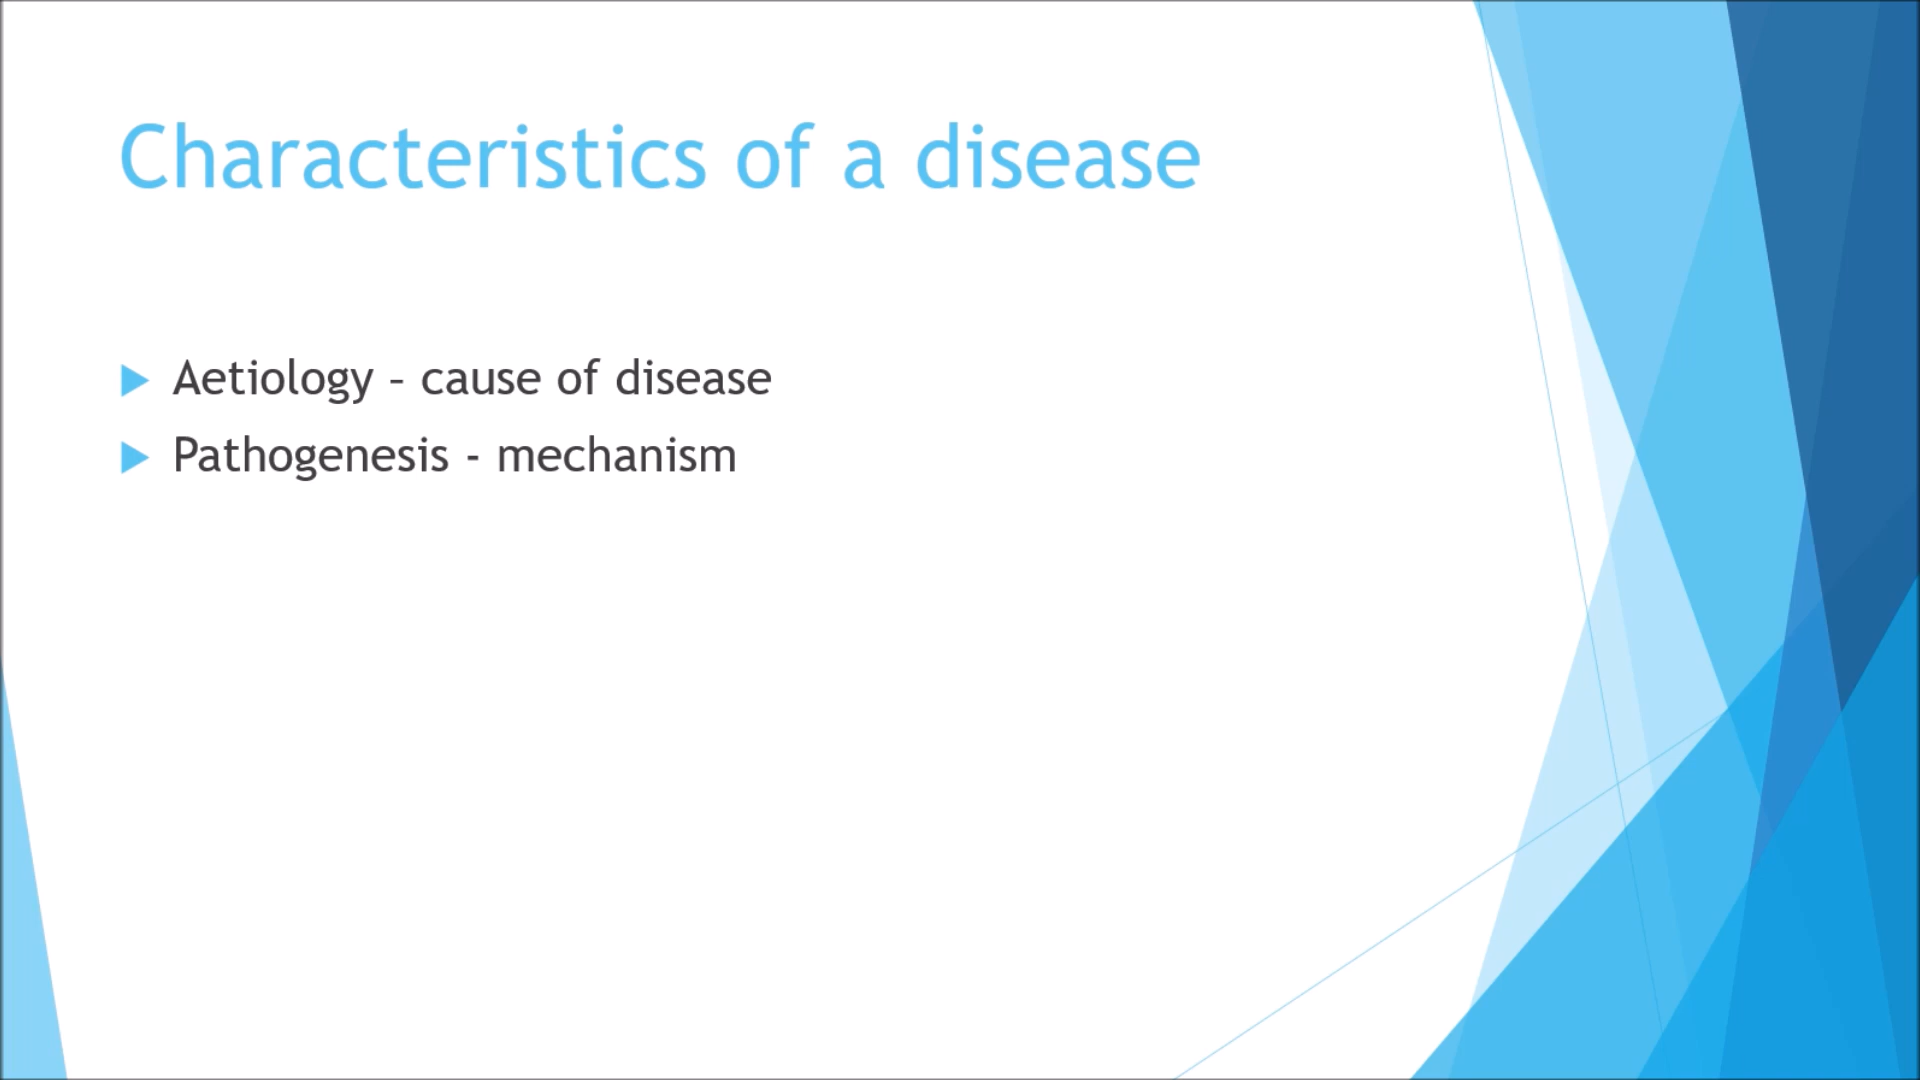 Characteristics of a disease
Aetiology – cause of disease
Pathogenesis - mechanism